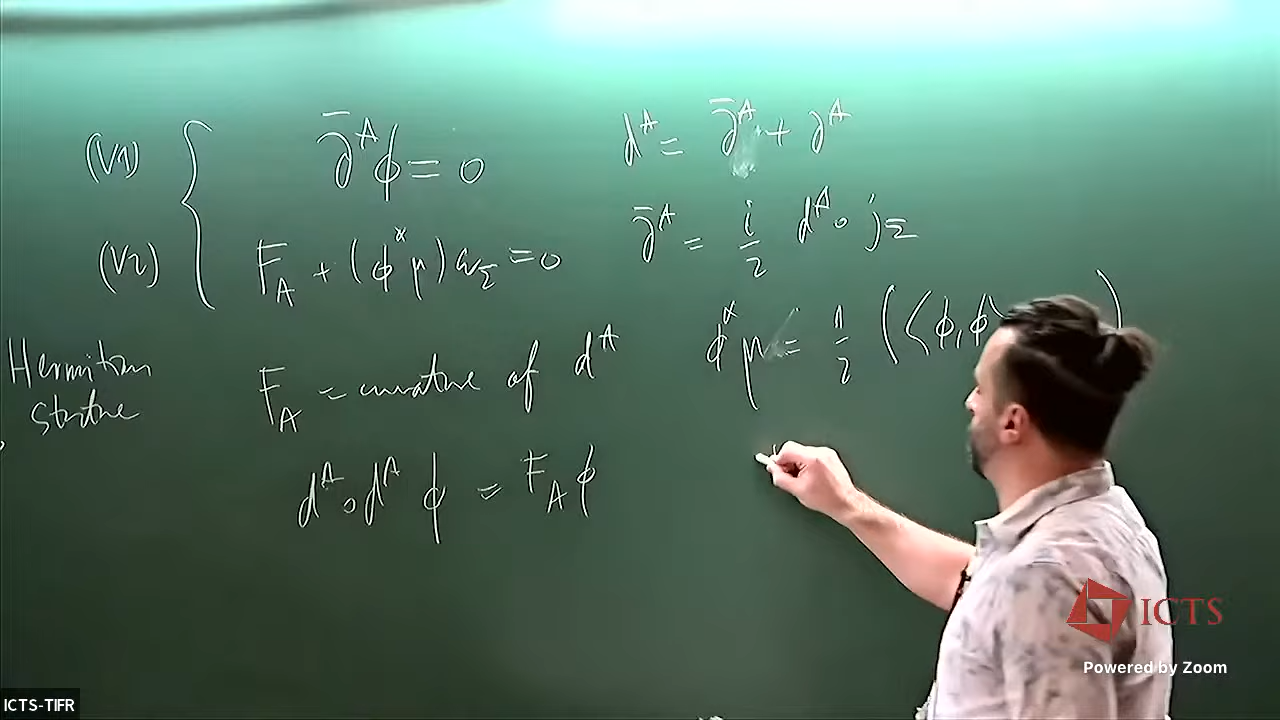 (V1) ∂̄^A ϕ = 0
(V2) F_A + (ϕ^* μ) ω_Σ = 0
Hermitian
F_A = curvature of d^A
d^A ∘ d^A ϕ = F_A ϕ
d^A = ∂̄^A + ∂^A
∂̄^A = i/2 d^A ∘ j_Σ
ϕ^* μ = 1/2 (⟨ϕ, ϕ⟩ )
ICTS
Powered by Zoom
ICTS-TIFR